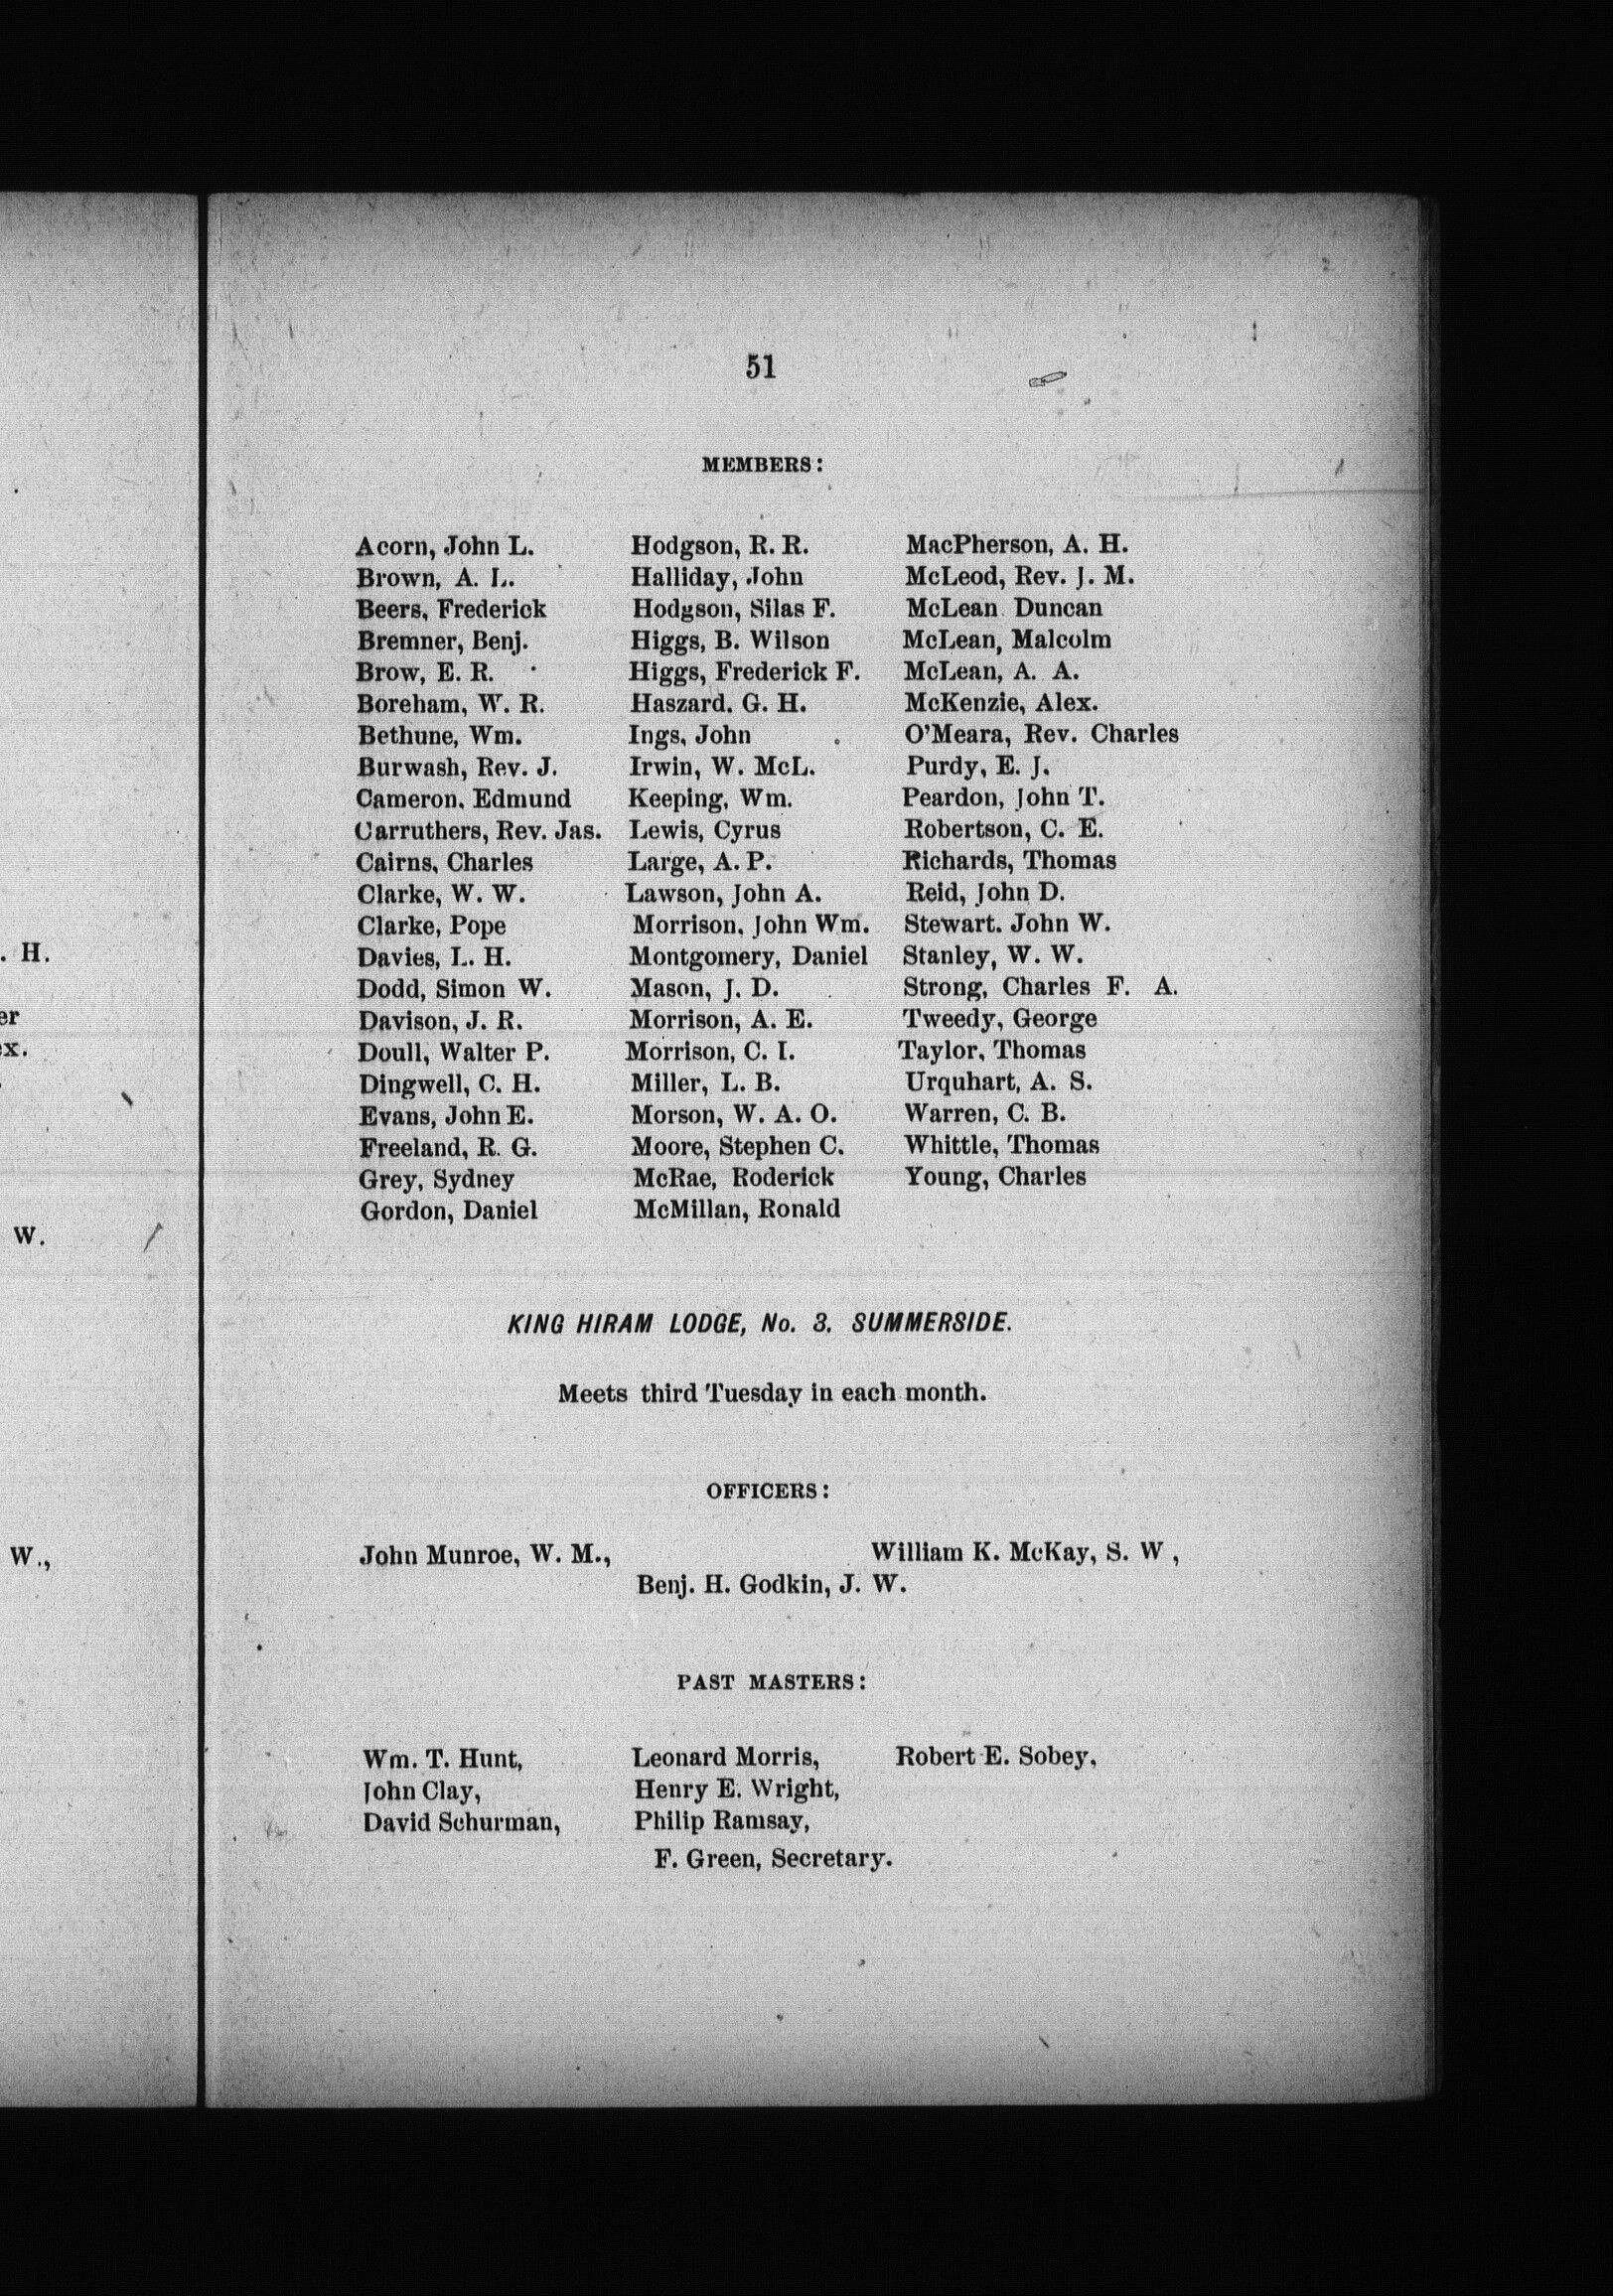 . H.
er
ex.
W.
W.,
51
MEMBERS:
Acorn, John L.
Brown, A. L.
Beers, Frederick
Bremner, Benj.
Brow, E. R.
Boreham, W. R.
Bethune, Wm.
Burwash, Rev. J.
Cameron. Edmund
Carruthers, Rev. Jas.
Cairns, Charles
Clarke, W. W.
Clarke, Pope
Davies, L. H.
Dodd, Simon W.
Davison, J. R.
Doull, Walter P.
Dingwell, C. H.
Evans, John E.
Freeland, R. G.
Grey, Sydney
Gordon, Daniel
Hodgson, R. R.
Halliday, John
Hodgson, Silas F.
Higgs, B. Wilson
Higgs, Frederick F.
Haszard. G. H.
Ings, John
Irwin, W. McL.
Keeping, Wm.
Lewis, Cyrus
Large, A. P.
Lawson, John A.
Morrison, John Wm.
Montgomery, Daniel
Mason, J. D.
Morrison, A. E.
Morrison, C. I.
Miller, L. B.
Morson, W. A. O.
Moore, Stephen C.
McRae, Roderick
McMillan, Ronald
MacPherson, A. H.
McLeod, Rev. J. M.
McLean Duncan
McLean, Malcolm
McLean, A. A.
McKenzie, Alex.
O'Meara, Rev. Charles
Purdy, E. J.
Peardon, John T.
Robertson, C. E.
Richards, Thomas
Reid, John D.
Stewart. John W.
Stanley, W. W.
Strong, Charles F. A.
Tweedy, George
Taylor, Thomas
Urquhart, A. S.
Warren, C. B.
Whittle, Thomas
Young, Charles
KING HIRAM LODGE, No. 3. SUMMERSIDE.
Meets third Tuesday in each month.
OFFICERS:
John Munroe, W. M., William K. McKay, S. W ,
Benj. H. Godkin, J. W.
PAST MASTERS:
Wm. T. Hunt, Leonard Morris, Robert E. Sobey,
John Clay, Henry E. Wright,
David Schurman, Philip Ramsay,
F. Green, Secretary.